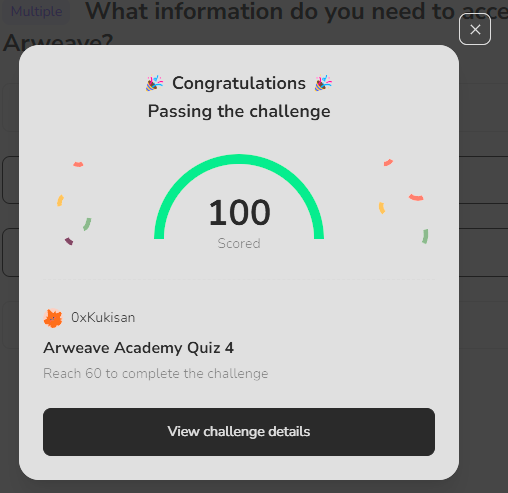 Multiple What information do you need to acce
Arweave?
Congratulations
Passing the challenge
100
Scored
0xKukisan
Arweave Academy Quiz 4
Reach 60 to complete the challenge
View challenge details